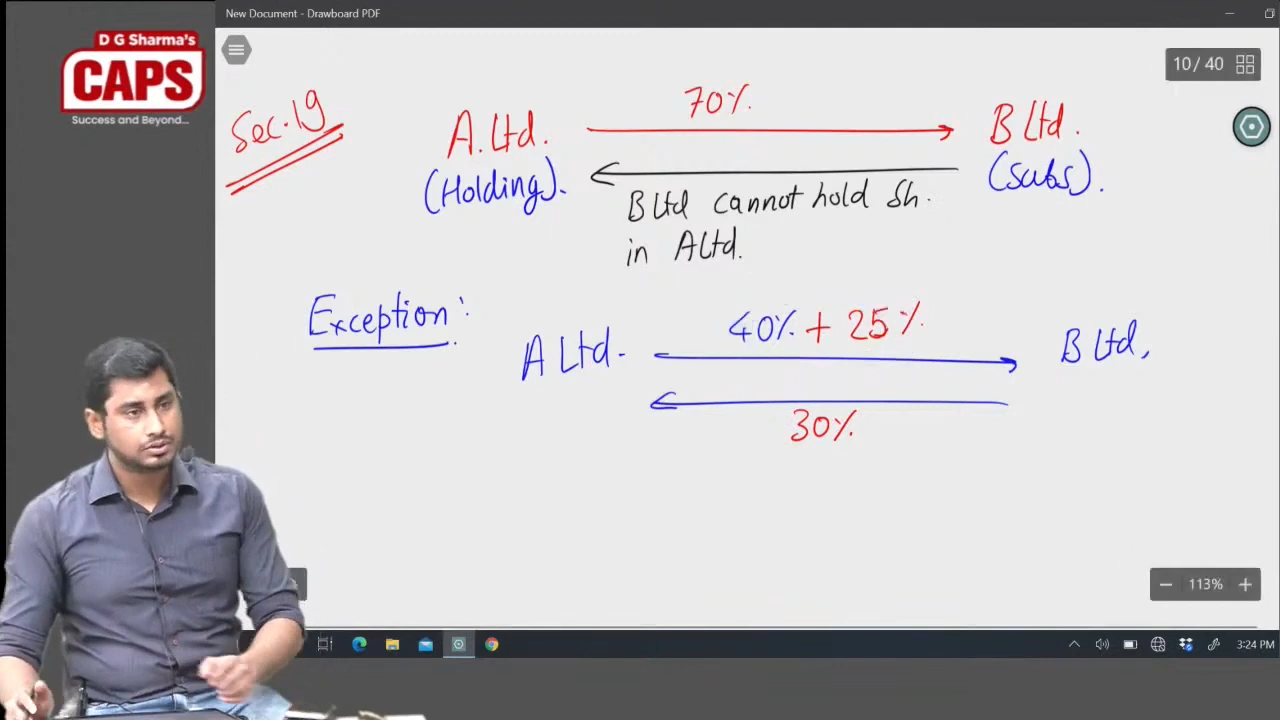 New Document - Drawboard PDF
D G Sharma's
CAPS
Success and Beyond...
10 / 40
Sec.19
A.Ltd.
70%.
B Ltd.
(Holding).
(Subs).
B Ltd cannot hold Sh.
in A Ltd.
Exception:
A Ltd.
40% + 25%
B Ltd.
30%.
113%
3:24 PM